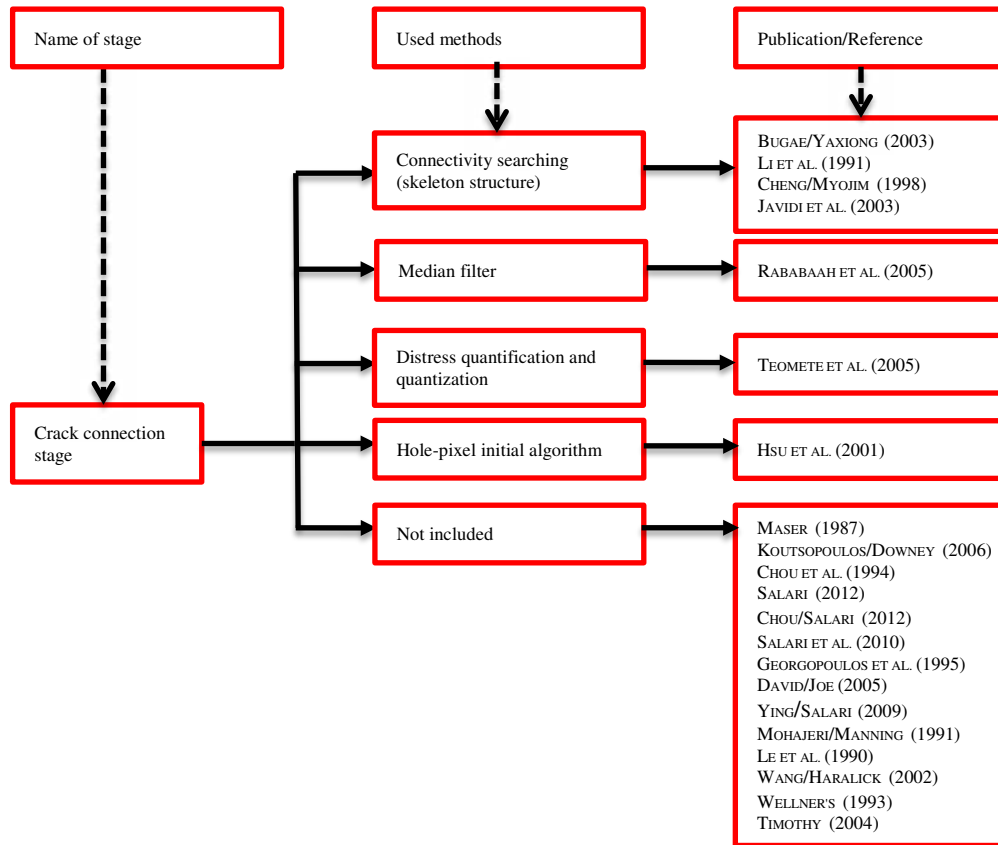 Name of stage
Used methods
Publication/Reference
Connectivity searching
(skeleton structure)
BUGAE/YAXIONG (2003)
LI ET AL. (1991)
CHENG/MYOJIM (1998)
JAVIDI ET AL. (2003)
Median filter
RABABAAH ET AL. (2005)
Distress quantification and
quantization
TEOMETE ET AL. (2005)
Crack connection
stage
Hole-pixel initial algorithm
HSU ET AL. (2001)
Not included
MASER (1987)
KOUTSOPOULOS/DOWNEY (2006)
CHOU ET AL. (1994)
SALARI (2012)
CHOU/SALARI (2012)
SALARI ET AL. (2010)
GEORGOPOULOS ET AL. (1995)
DAVID/JOE (2005)
YING/SALARI (2009)
MOHAJERI/MANNING (1991)
LE ET AL. (1990)
WANG/HARALICK (2002)
WELLNER'S (1993)
TIMOTHY (2004)